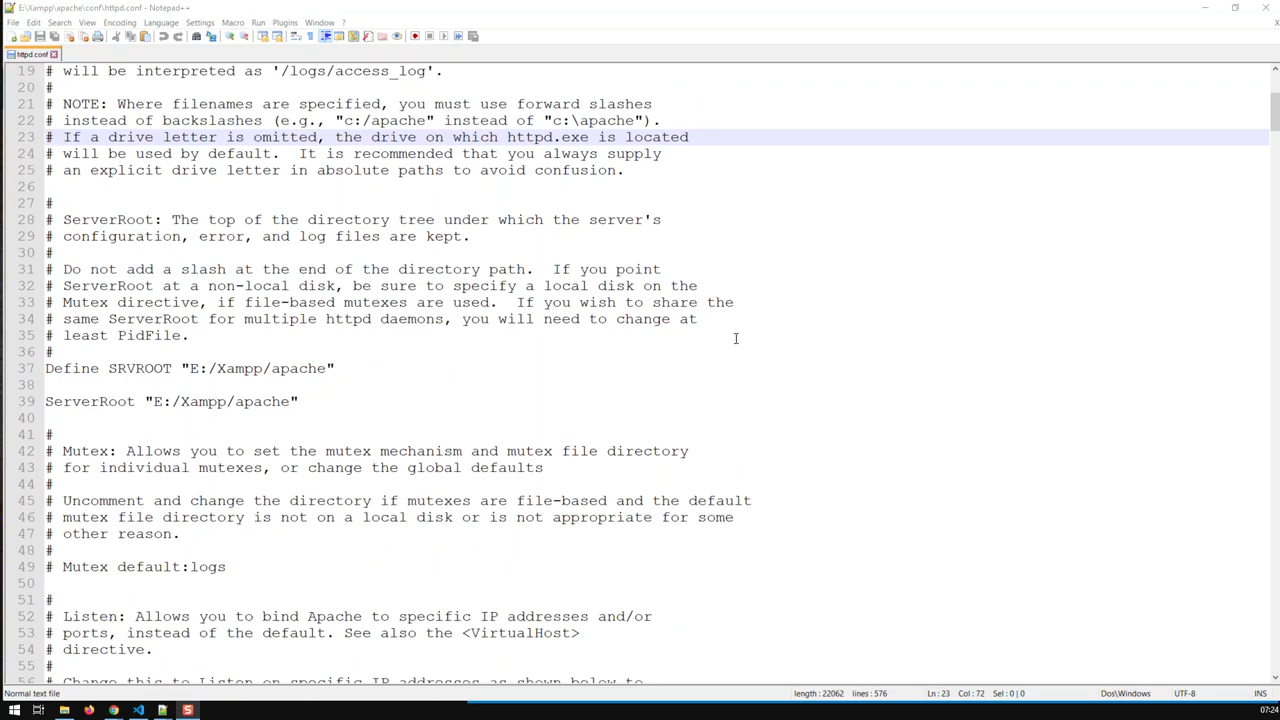 E:\Xampp\apache\conf\httpd.conf - Notepad++
File Edit Search View Encoding Language Settings Macro Run Plugins Window ?
httpd.conf
19 # will be interpreted as '/logs/access_log'.
20 #
21 # NOTE: Where filenames are specified, you must use forward slashes
22 # instead of backslashes (e.g., "c:/apache" instead of "c:\apache").
23 # If a drive letter is omitted, the drive on which httpd.exe is located
24 # will be used by default.  It is recommended that you always supply
25 # an explicit drive letter in absolute paths to avoid confusion.
26
27 #
28 # ServerRoot: The top of the directory tree under which the server's
29 # configuration, error, and log files are kept.
30 #
31 # Do not add a slash at the end of the directory path.  If you point
32 # ServerRoot at a non-local disk, be sure to specify a local disk on the
33 # Mutex directive, if file-based mutexes are used.  If you wish to share the
34 # same ServerRoot for multiple httpd daemons, you will need to change at
35 # least PidFile.
36 #
37 Define SRVROOT "E:/Xampp/apache"
38
39 ServerRoot "E:/Xampp/apache"
40
41 #
42 # Mutex: Allows you to set the mutex mechanism and mutex file directory
43 # for individual mutexes, or change the global defaults
44 #
45 # Uncomment and change the directory if mutexes are file-based and the default
46 # mutex file directory is not on a local disk or is not appropriate for some
47 # other reason.
48 #
49 # Mutex default:logs
50
51 #
52 # Listen: Allows you to bind Apache to specific IP addresses and/or
53 # ports, instead of the default. See also the <VirtualHost>
54 # directive.
55 #
56 # Change this to Listen on specific IP addresses as shown below to
Normal text file length : 22062 lines : 576 Ln : 23 Col : 72 Sel : 0 | 0 Dos\Windows UTF-8 INS
07:24